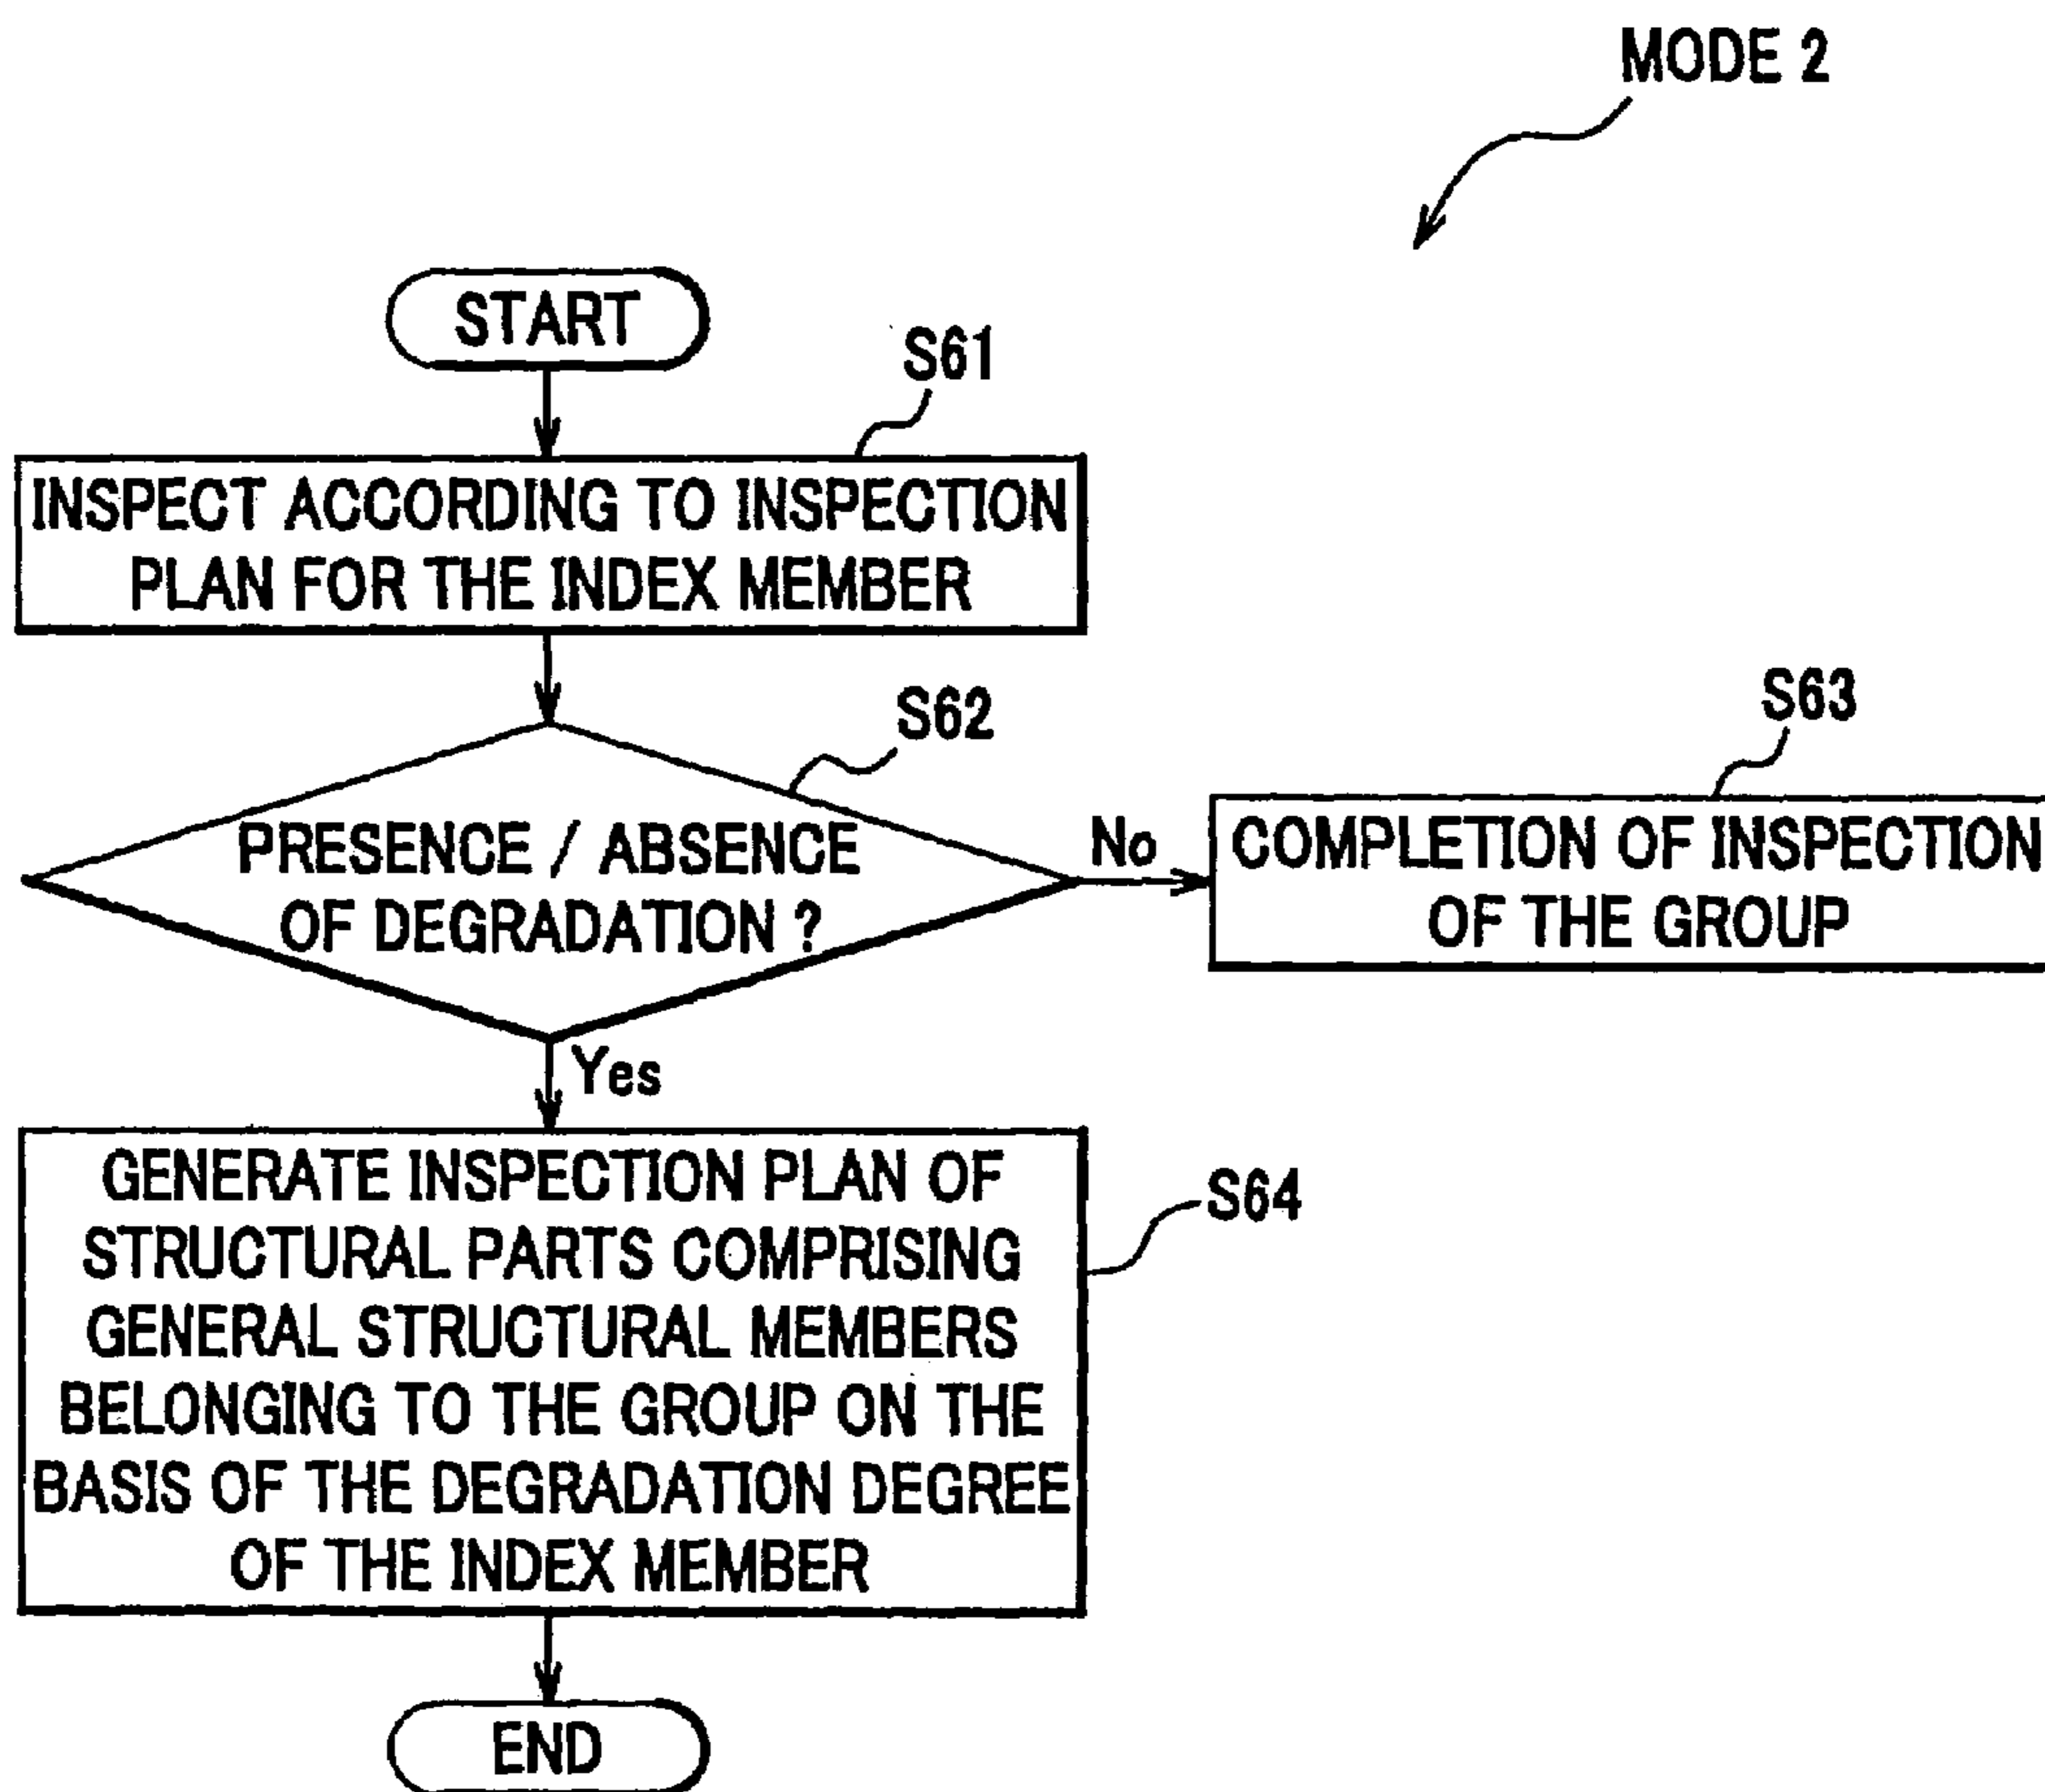 MODE 2
START
S61
INSPECT ACCORDING TO INSPECTION
PLAN FOR THE INDEX MEMBER
S62
PRESENCE / ABSENCE
OF DEGRADATION ?
No
S63
COMPLETION OF INSPECTION
OF THE GROUP
Yes
GENERATE INSPECTION PLAN OF
STRUCTURAL PARTS COMPRISING
GENERAL STRUCTURAL MEMBERS
BELONGING TO THE GROUP ON THE
BASIS OF THE DEGRADATION DEGREE
OF THE INDEX MEMBER
S64
END